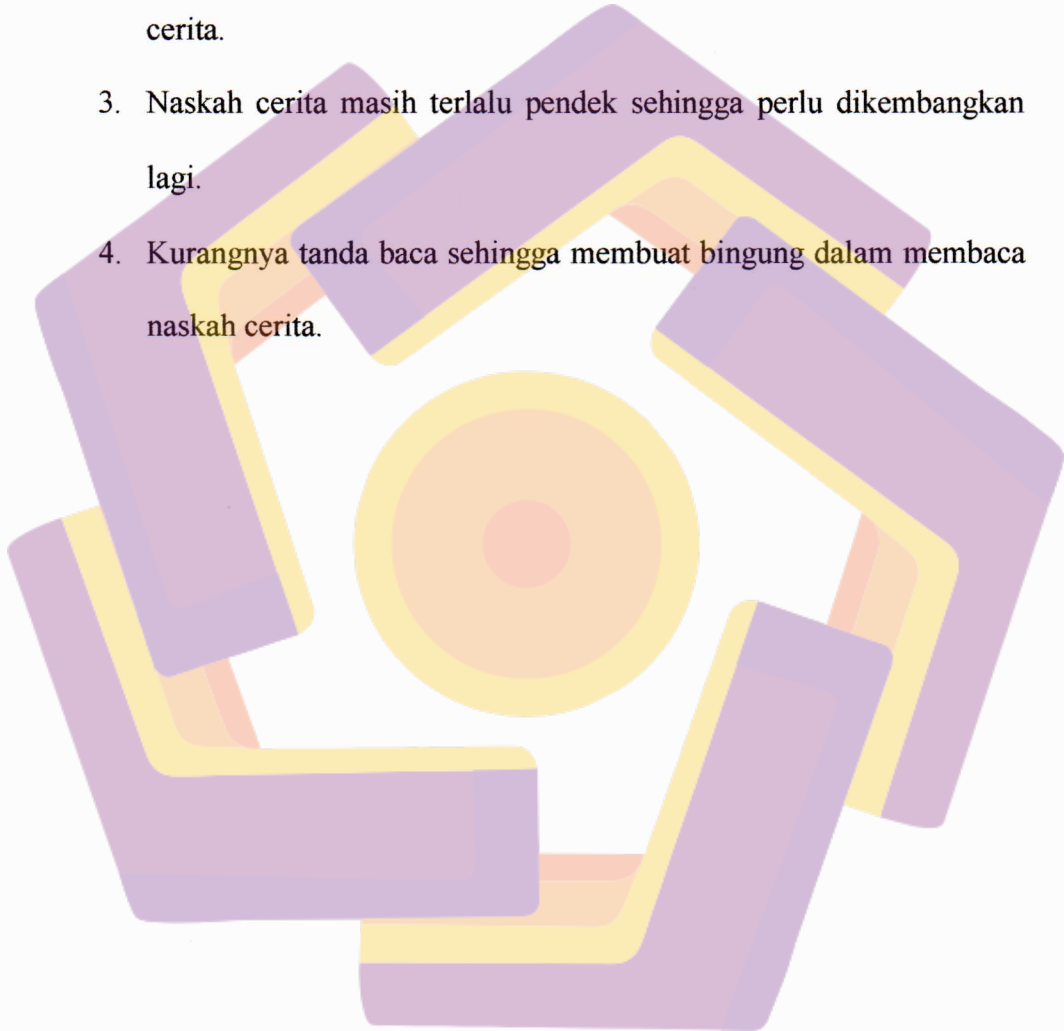 cerita.
3. Naskah cerita masih terlalu pendek sehingga perlu dikembangkan
lagi.
4. Kurangnya tanda baca sehingga membuat bingung dalam membaca
naskah cerita.